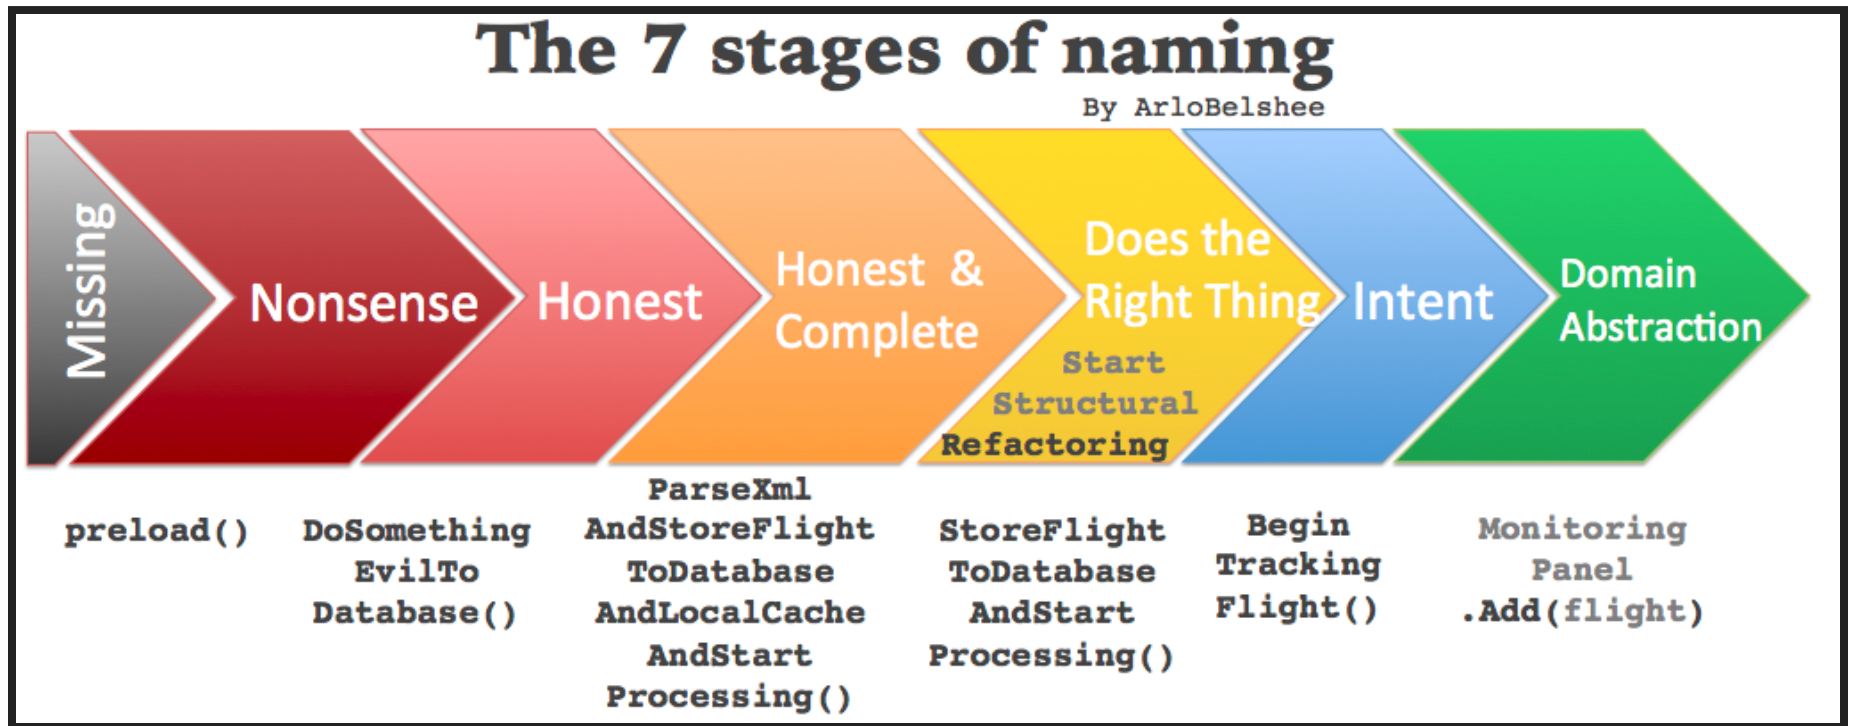 The 7 stages of naming
By ArloBelshee
Missing
Nonsense
Honest
Honest &
Complete
Does the
Right Thing
Start
Structural
Refactoring
Intent
Domain
Abstraction
preload()
DoSomething
EvilTo
Database()
ParseXml
AndStoreFlight
ToDatabase
AndLocalCache
AndStart
Processing()
StoreFlight
ToDatabase
AndStart
Processing()
Begin
Tracking
Flight()
Monitoring
Panel
.Add(flight)